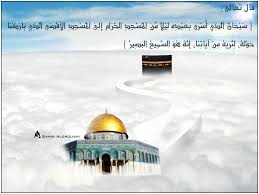 قال تعالى:
{ سبحان الذي أسرى بعبده ليلا من المسجد الحرام إلى المسجد الأقصى الذي باركنا
حوله، لنريه من آياتنا، إنه هو السميع البصير }